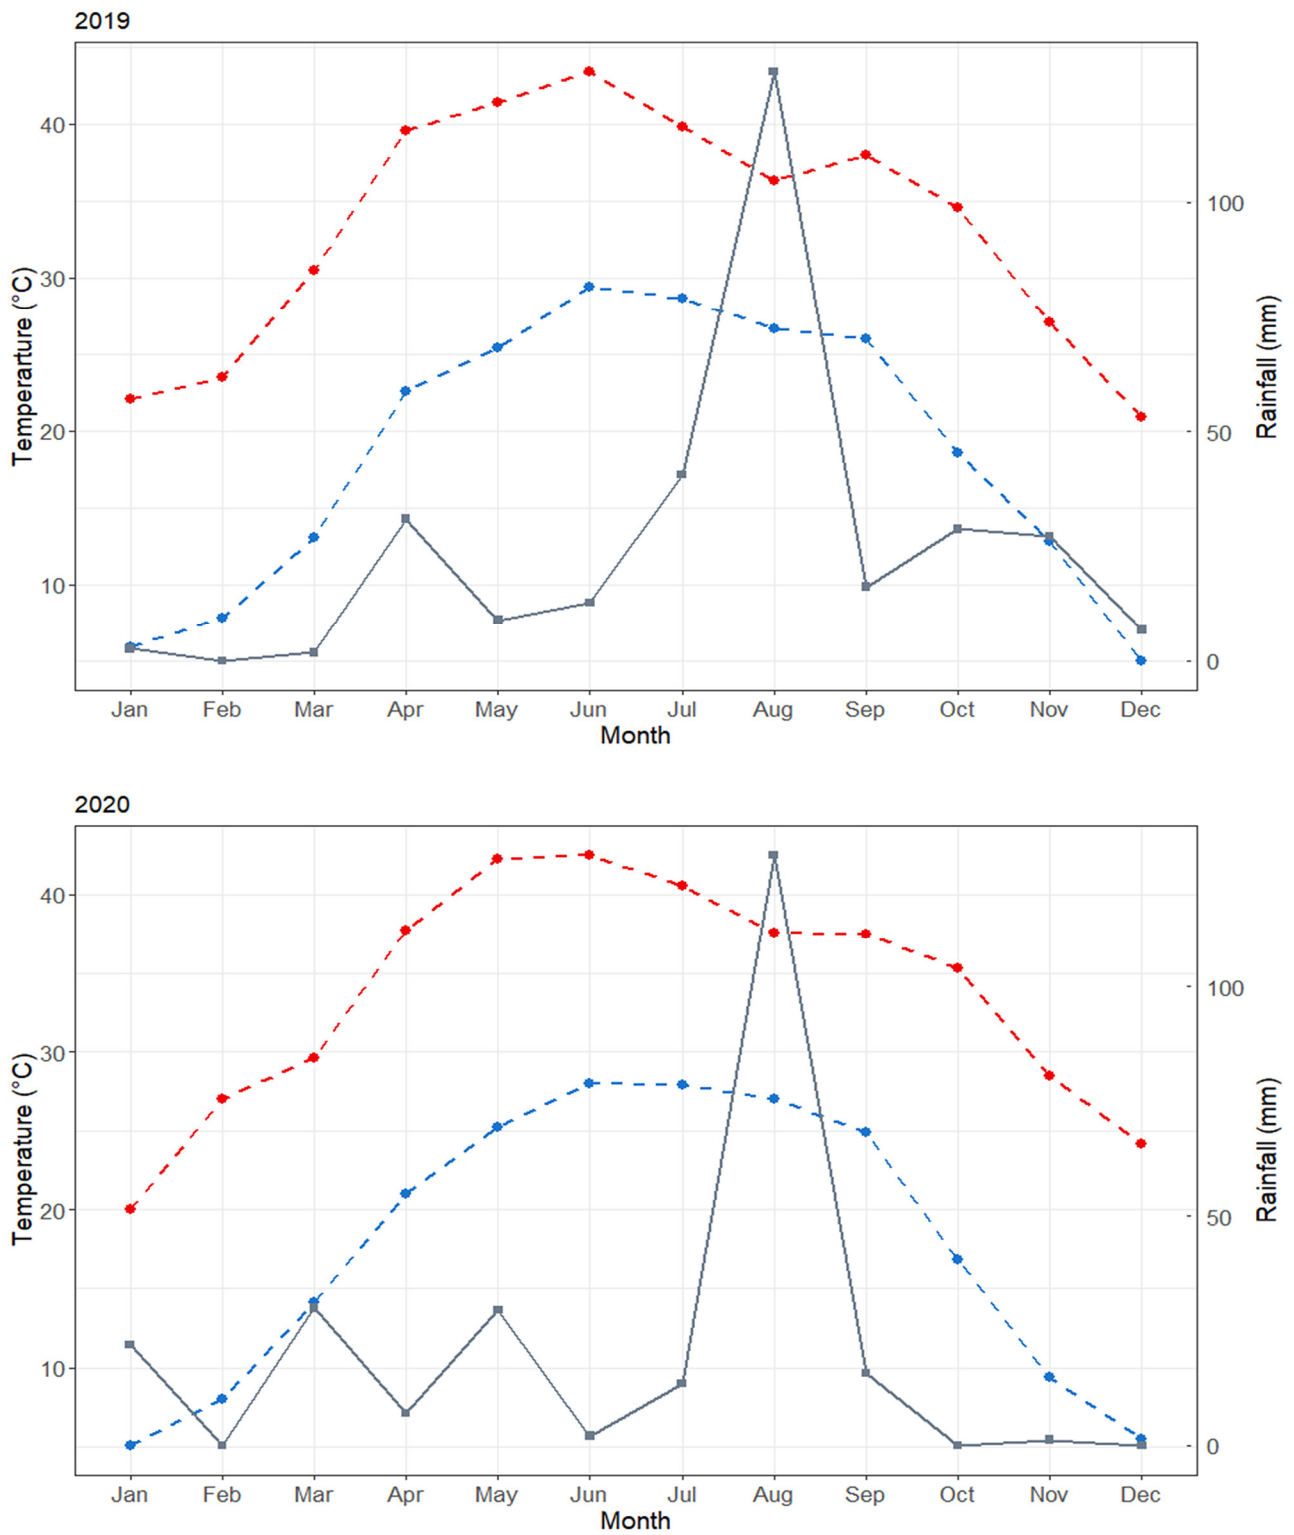 2019
Temperarture (°C)
40
30
20
10
100
50
0
Rainfall (mm)
Jan Feb Mar Apr May Jun Jul Aug Sep Oct Nov Dec
Month
2020
Temperature (°C)
40
30
20
10
100
50
0
Rainfall (mm)
Jan Feb Mar Apr May Jun Jul Aug Sep Oct Nov Dec
Month